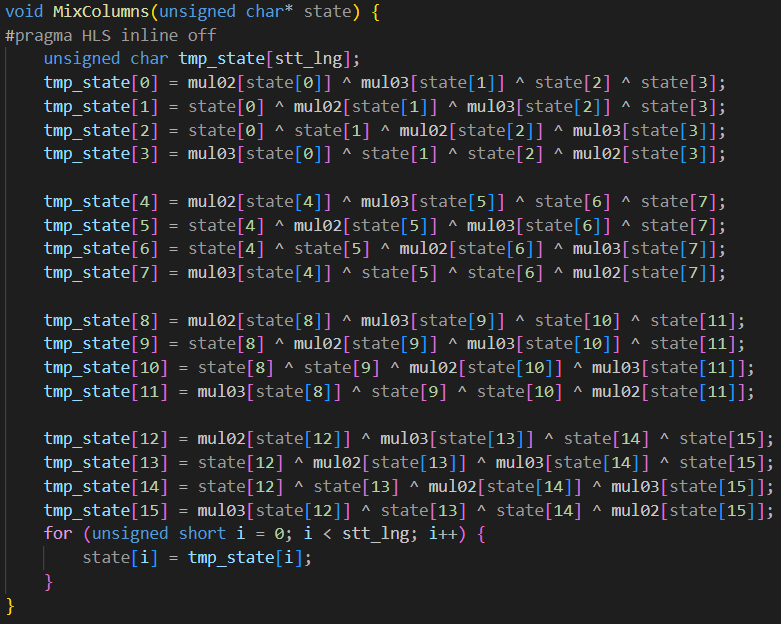 void MixColumns(unsigned char* state) {
#pragma HLS inline off
    unsigned char tmp_state[stt_lng];
    tmp_state[0] = mul02[state[0]] ^ mul03[state[1]] ^ state[2] ^ state[3];
    tmp_state[1] = state[0] ^ mul02[state[1]] ^ mul03[state[2]] ^ state[3];
    tmp_state[2] = state[0] ^ state[1] ^ mul02[state[2]] ^ mul03[state[3]];
    tmp_state[3] = mul03[state[0]] ^ state[1] ^ state[2] ^ mul02[state[3]];

    tmp_state[4] = mul02[state[4]] ^ mul03[state[5]] ^ state[6] ^ state[7];
    tmp_state[5] = state[4] ^ mul02[state[5]] ^ mul03[state[6]] ^ state[7];
    tmp_state[6] = state[4] ^ state[5] ^ mul02[state[6]] ^ mul03[state[7]];
    tmp_state[7] = mul03[state[4]] ^ state[5] ^ state[6] ^ mul02[state[7]];

    tmp_state[8] = mul02[state[8]] ^ mul03[state[9]] ^ state[10] ^ state[11];
    tmp_state[9] = state[8] ^ mul02[state[9]] ^ mul03[state[10]] ^ state[11];
    tmp_state[10] = state[8] ^ state[9] ^ mul02[state[10]] ^ mul03[state[11]];
    tmp_state[11] = mul03[state[8]] ^ state[9] ^ state[10] ^ mul02[state[11]];

    tmp_state[12] = mul02[state[12]] ^ mul03[state[13]] ^ state[14] ^ state[15];
    tmp_state[13] = state[12] ^ mul02[state[13]] ^ mul03[state[14]] ^ state[15];
    tmp_state[14] = state[12] ^ state[13] ^ mul02[state[14]] ^ mul03[state[15]];
    tmp_state[15] = mul03[state[12]] ^ state[13] ^ state[14] ^ mul02[state[15]];
    for (unsigned short i = 0; i < stt_lng; i++) {
        state[i] = tmp_state[i];
    }
}